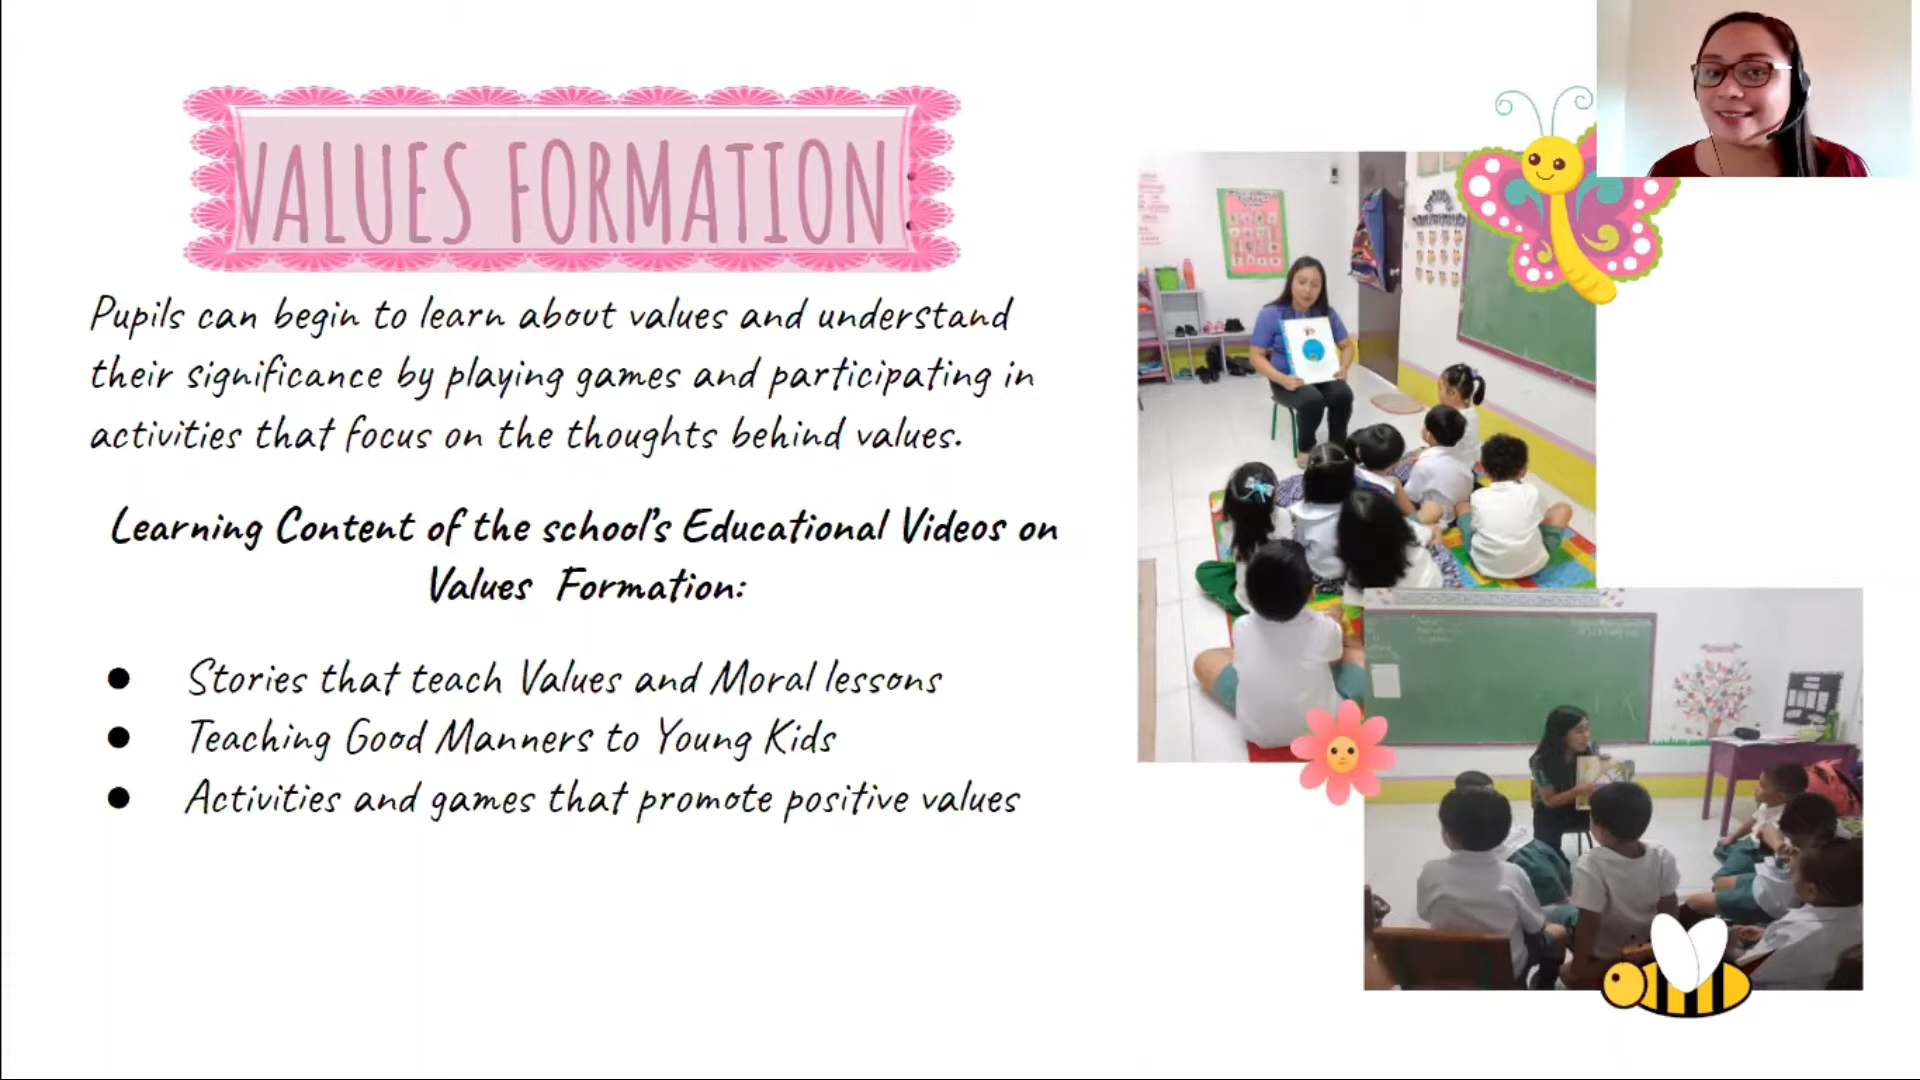 VALUES FORMATION:
Pupils can begin to learn about values and understand
their significance by playing games and participating in
activities that focus on the thoughts behind values.
Learning Content of the school's Educational Videos on
Values Formation:
● Stories that teach Values and Moral lessons
● Teaching Good Manners to Young Kids
● Activities and games that promote positive values